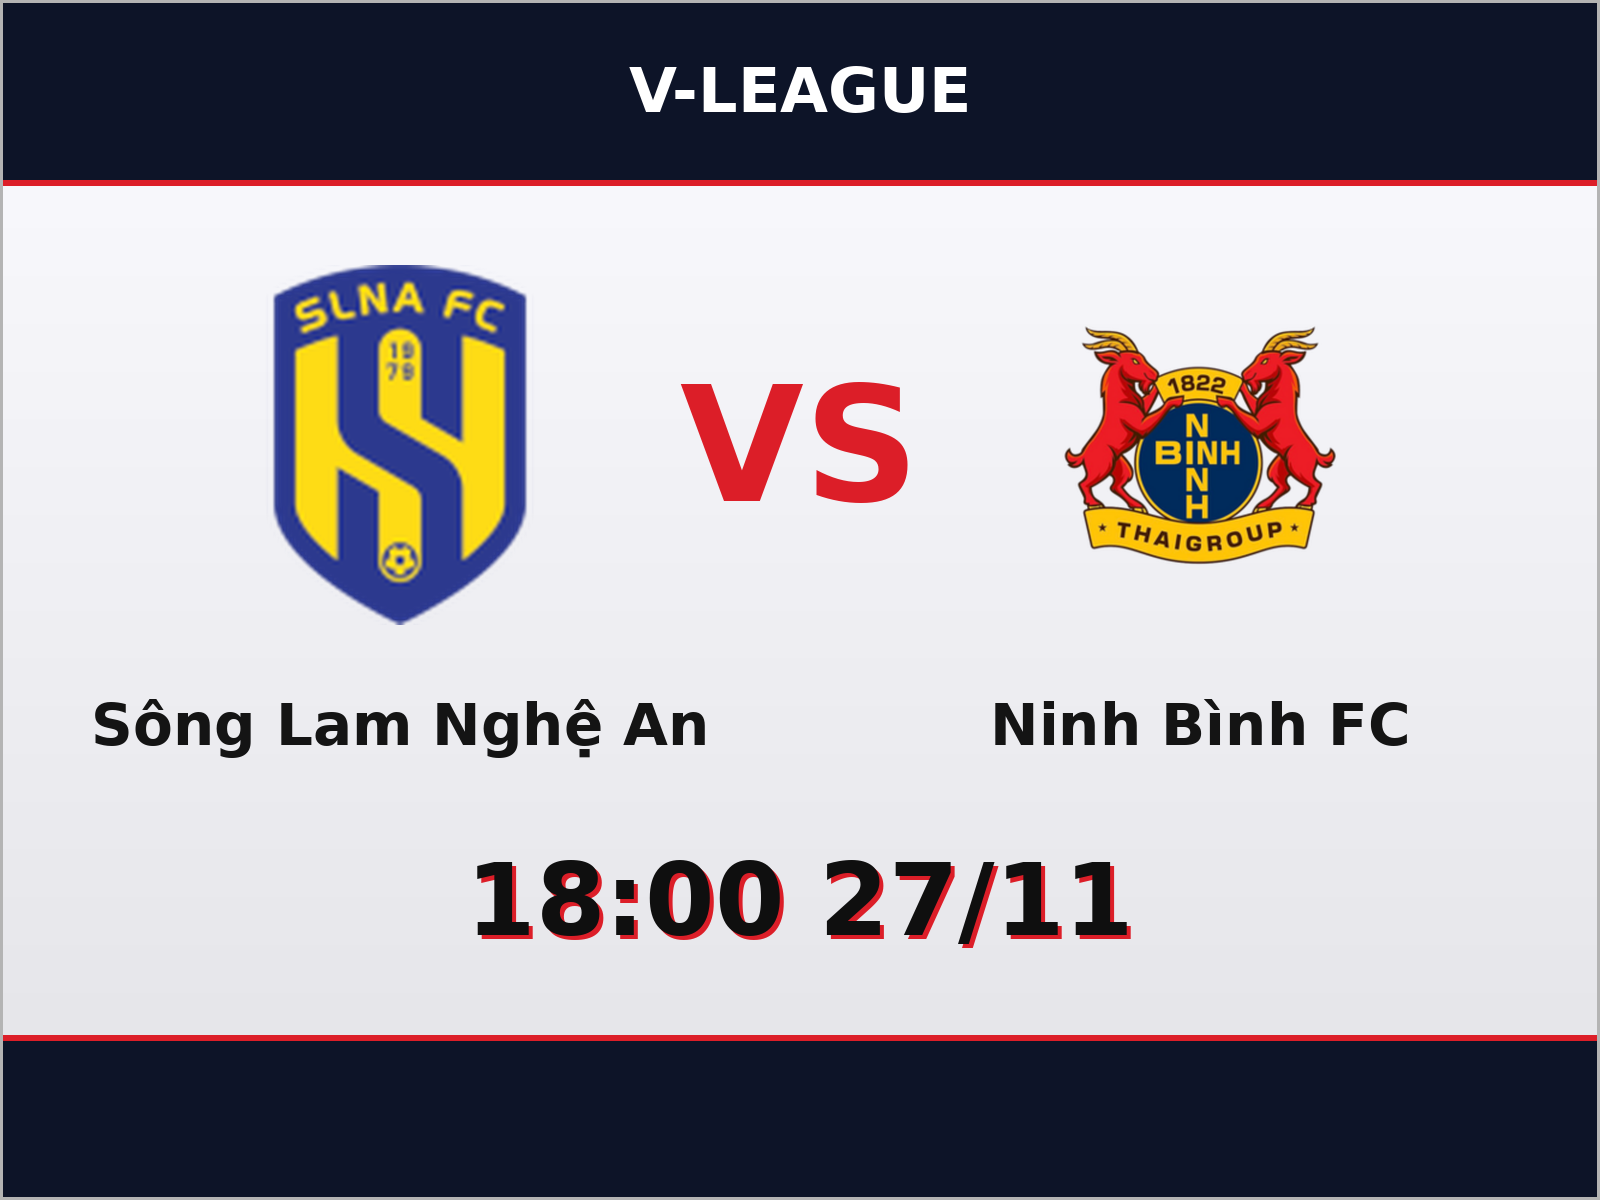 V-LEAGUE
SLNA FC
19
79
VS
1822
NINH
BINH
THAIGROUP
Sông Lam Nghệ An
Ninh Bình FC
18:00 27/11